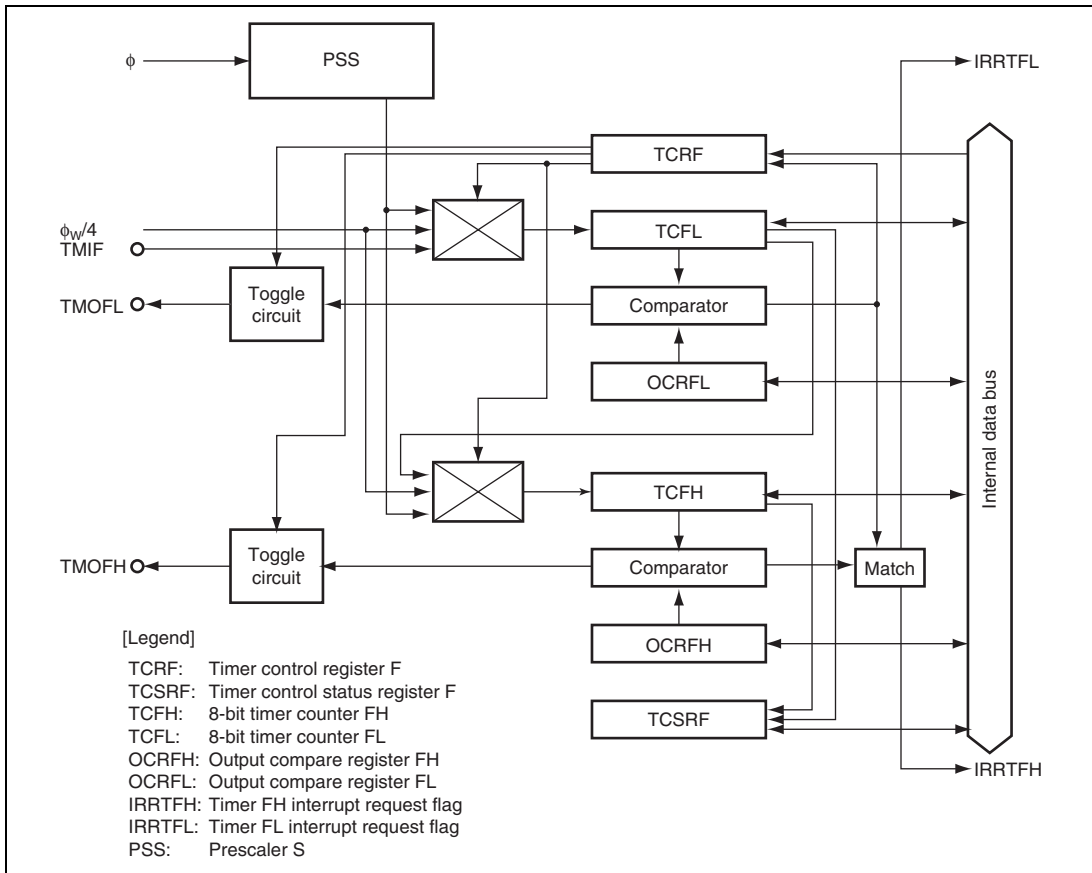 φ
PSS
IRRTFL
TCRF
φW/4
TMIF
TCFL
TMOFL
Toggle
circuit
Comparator
OCRFL
Internal data bus
TCFH
TMOFH
Toggle
circuit
Comparator
Match
OCRFH
TCSRF
IRRTFH
[Legend]
TCRF: Timer control register F
TCSRF: Timer control status register F
TCFH: 8-bit timer counter FH
TCFL: 8-bit timer counter FL
OCRFH: Output compare register FH
OCRFL: Output compare register FL
IRRTFH: Timer FH interrupt request flag
IRRTFL: Timer FL interrupt request flag
PSS: Prescaler S